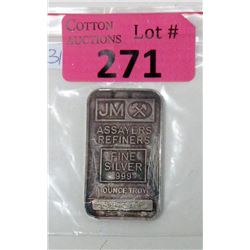 COTTON
AUCTIONS
Lot #
271
JM
ASSAYERS
REFINERS
FINE
SILVER
999
1 OUNCE TROY